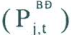 ( P j,t BĐ )